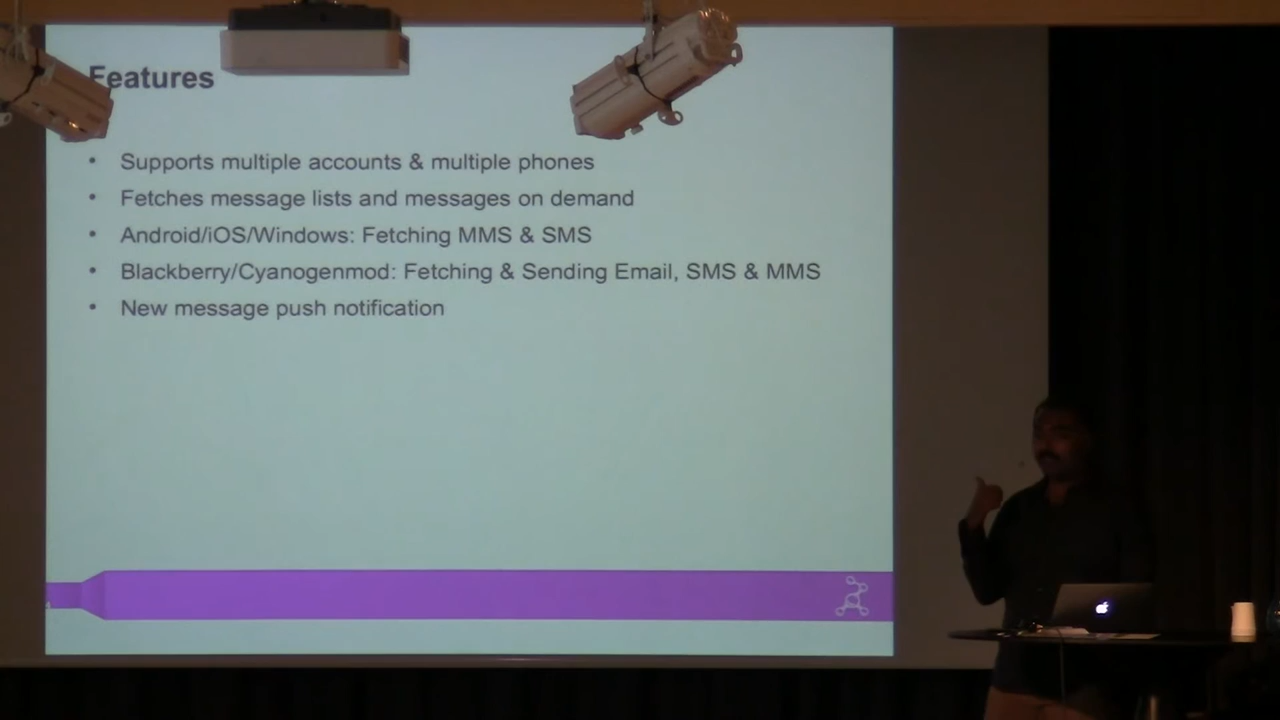 Features
• Supports multiple accounts & multiple phones
• Fetches message lists and messages on demand
• Android/iOS/Windows: Fetching MMS & SMS
• Blackberry/Cyanogenmod: Fetching & Sending Email, SMS & MMS
• New message push notification